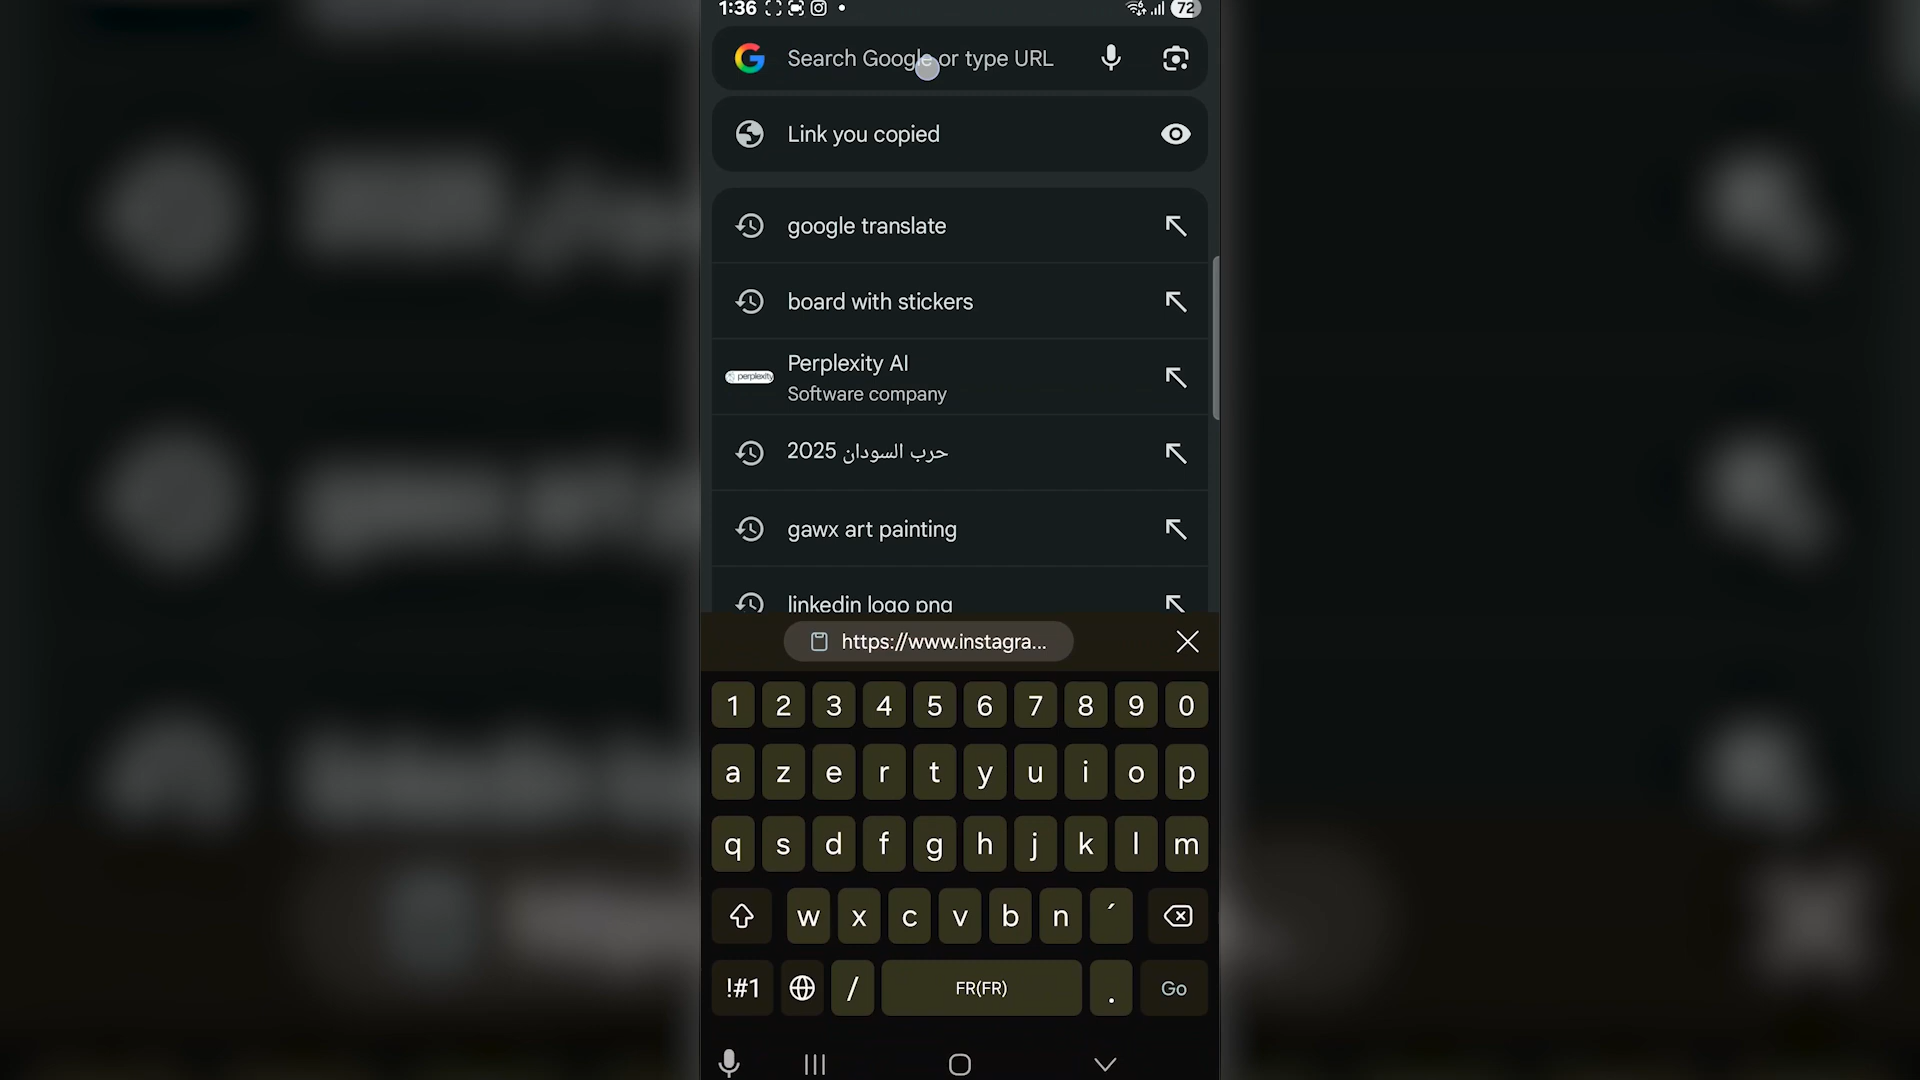 1:36
72
Search Google or type URL
Link you copied
google translate
board with stickers
perplexity
Perplexity AI
Software company
حرب السودان 2025
gawx art painting
linkedin logo png
https://www.instagra...
1 2 3 4 5 6 7 8 9 0
a z e r t y u i o p
q s d f g h j k l m
w x c v b n ´
!#1 / FR(FR) . Go